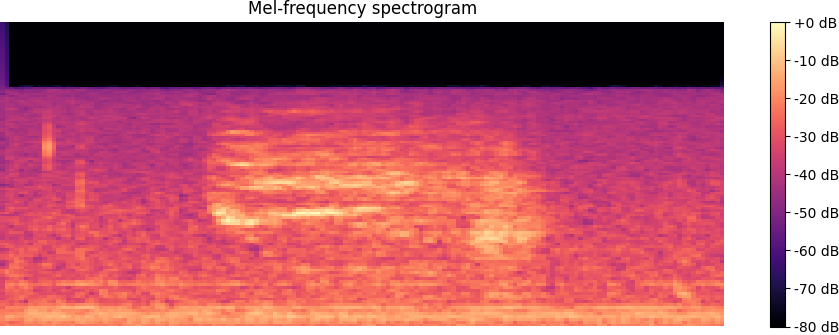 Mel-frequency spectrogram
+0 dB
-10 dB
-20 dB
-30 dB
-40 dB
-50 dB
-60 dB
-70 dB
-80 dB